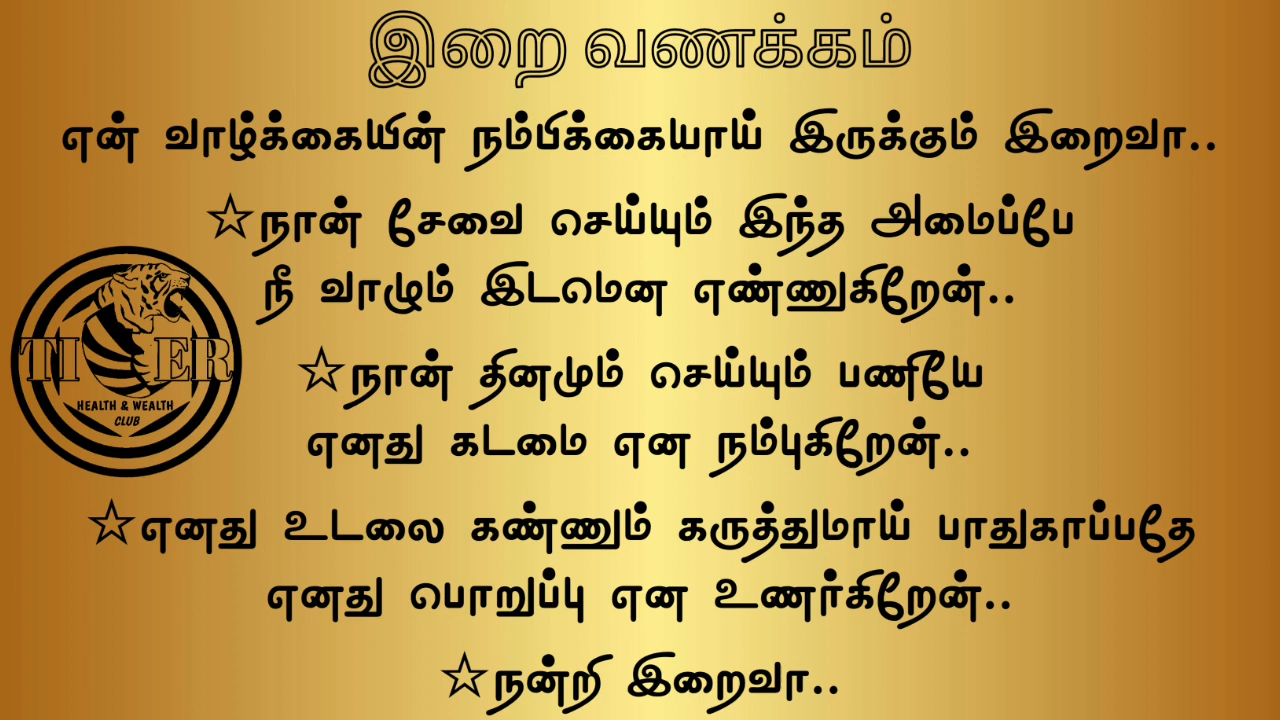 இறை வணக்கம்
என் வாழ்க்கையின் நம்பிக்கையாய் இருக்கும் இறைவா..
☆நான் சேவை செய்யும் இந்த அமைப்பே
நீ வாழும் இடமென எண்ணுகிறேன்..
TIGER
HEALTH & WEALTH
CLUB
☆நான் தினமும் செய்யும் பணியே
எனது கடமை என நம்புகிறேன்..
☆எனது உடலை கண்ணும் கருத்துமாய் பாதுகாப்பதே
எனது பொறுப்பு என உணர்கிறேன்..
☆நன்றி இறைவா..